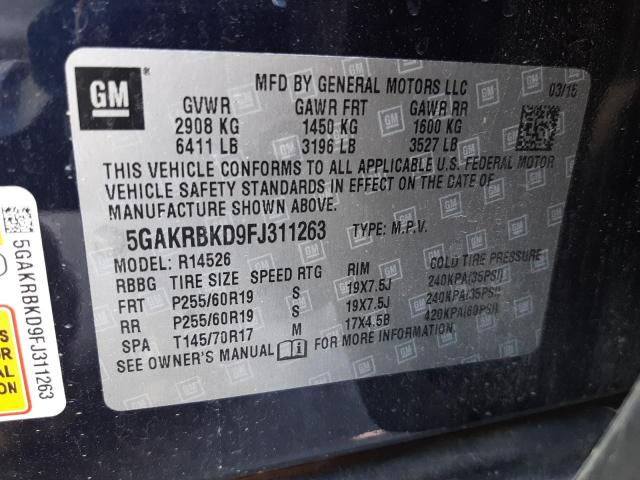 GM
MFD BY GENERAL MOTORS LLC
03/15
GVWR GAWR FRT GAWR RR
2908 KG 1450 KG 1600 KG
6411 LB 3196 LB 3527 LB
THIS VEHICLE CONFORMS TO ALL APPLICABLE U.S. FEDERAL MOTOR
VEHICLE SAFETY STANDARDS IN EFFECT ON THE DATE OF
MANUFACTURE SHOWN ABOVE.
5GAKRBKD9FJ311263 TYPE: M.P.V.
MODEL: R14526
RBBG TIRE SIZE SPEED RTG RIM COLD TIRE PRESSURE
FRT P255/60R19 S 19X7.5J 240KPA(35PSI)
RR P255/60R19 S 19X7.5J 240KPA(35PSI)
SPA T145/70R17 M 17X4.5B 420KPA(60PSI)
SEE OWNER'S MANUAL FOR MORE INFORMATION
5GAKRBKD9FJ311263